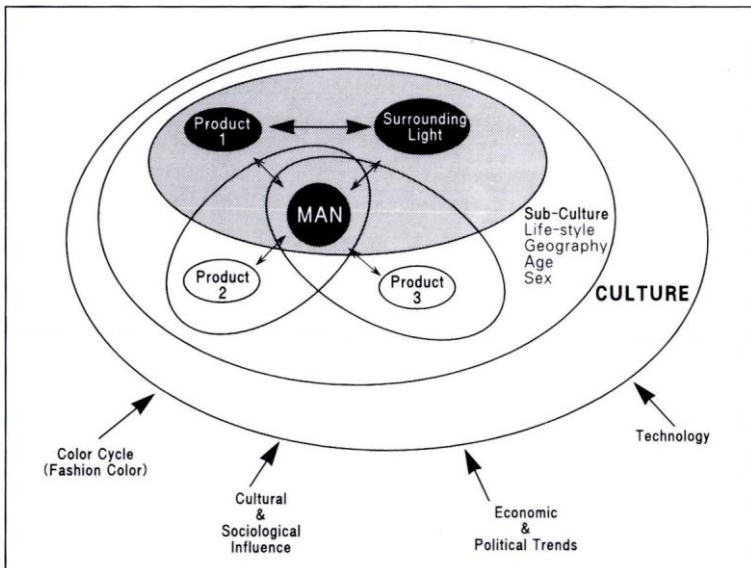 Product
1
Surrounding
Light
MAN
Sub-Culture
Life-style
Geography
Age
Sex
Product
2
Product
3
CULTURE
Color Cycle
(Fashion Color)
Cultural
&
Sociological
Influence
Economic
&
Political Trends
Technology